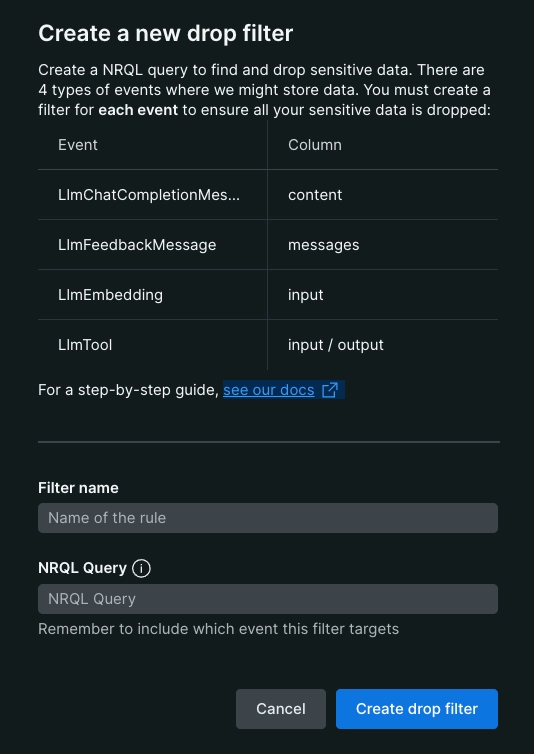 Create a new drop filter
Create a NRQL query to find and drop sensitive data. There are
4 types of events where we might store data. You must create a
filter for each event to ensure all your sensitive data is dropped:
Event Column
LlmChatCompletionMes... content
LlmFeedbackMessage messages
LlmEmbedding input
LlmTool input / output
For a step-by-step guide, see our docs
Filter name
Name of the rule
NRQL Query
NRQL Query
Remember to include which event this filter targets
Cancel Create drop filter